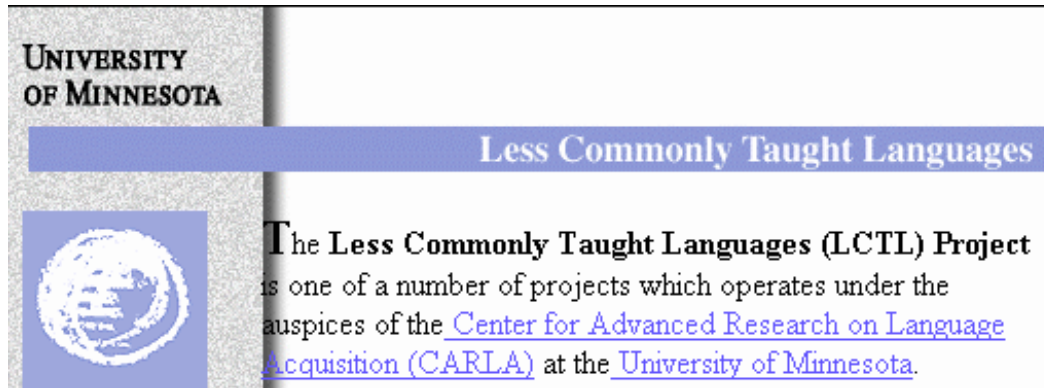 UNIVERSITY
OF MINNESOTA
Less Commonly Taught Languages
The Less Commonly Taught Languages (LCTL) Project
is one of a number of projects which operates under the
auspices of the Center for Advanced Research on Language
Acquisition (CARLA) at the University of Minnesota.